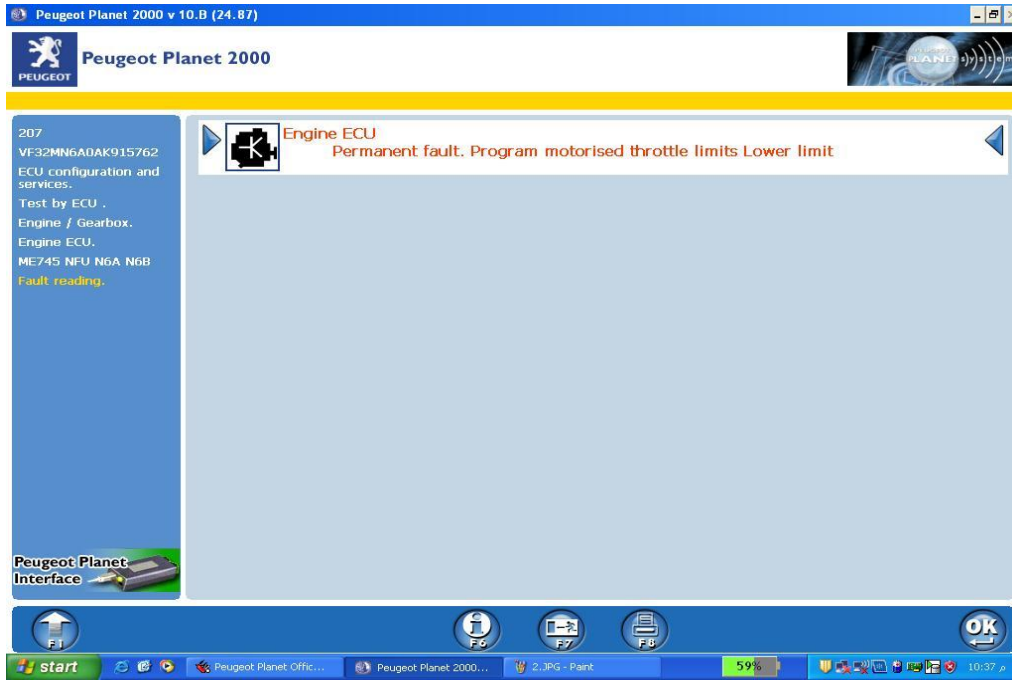 Peugeot Planet 2000 v 10.B (24.87)
PEUGEOT
Peugeot Planet 2000
207
VF32MN6A0AK915762
ECU configuration and
services.
Test by ECU .
Engine / Gearbox.
Engine ECU.
ME745 NFU N6A N6B
Fault reading.
Engine ECU
Permanent fault. Program motorised throttle limits Lower limit
Peugeot Planet
Interface
F1
F6
F7
F8
OK
start
Peugeot Planet Offic...
Peugeot Planet 2000...
2.JPG - Paint
59%
10:37 م